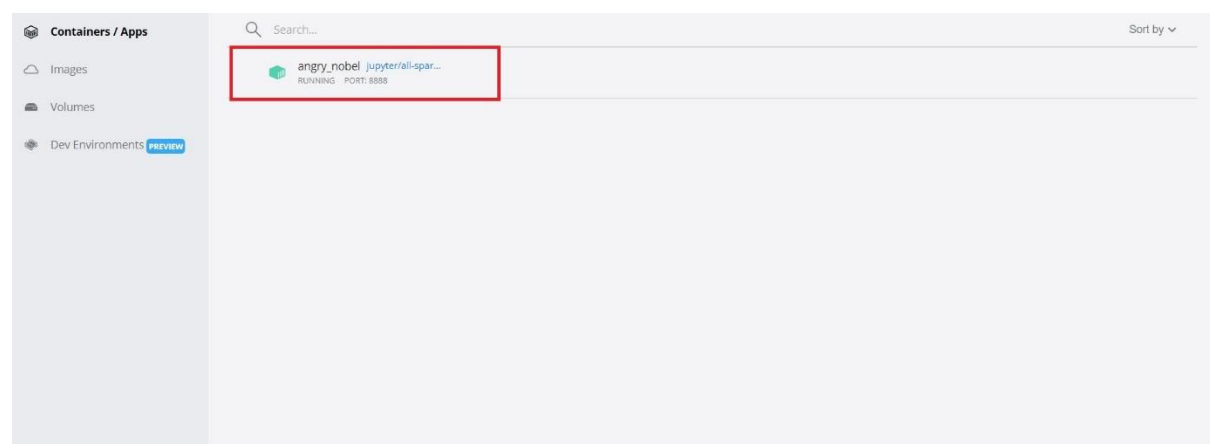 Containers / Apps
Search...
Sort by
angry_nobel jupyter/all-spar...
RUNNING PORT: 8888
Images
Volumes
Dev Environments PREVIEW